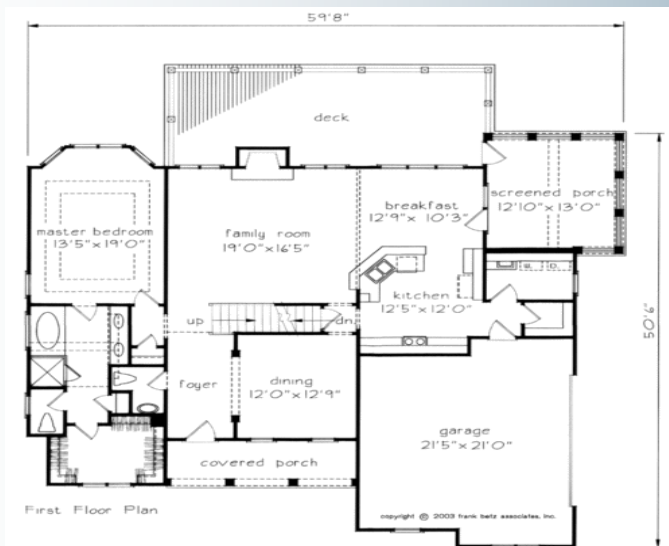 59'8"
deck
breakfast
12'9" x 10'3"
screened porch
12'10" x 13'0"
master bedroom
13'5" x 19'0"
family room
19'0" x 16'5"
kitchen
12'5" x 12'0"
up
dn.
50'6"
foyer
dining
12'0" x 12'9"
garage
21'5" x 21'0"
covered porch
First Floor Plan
copyright © 2003 frank betz associates, inc.